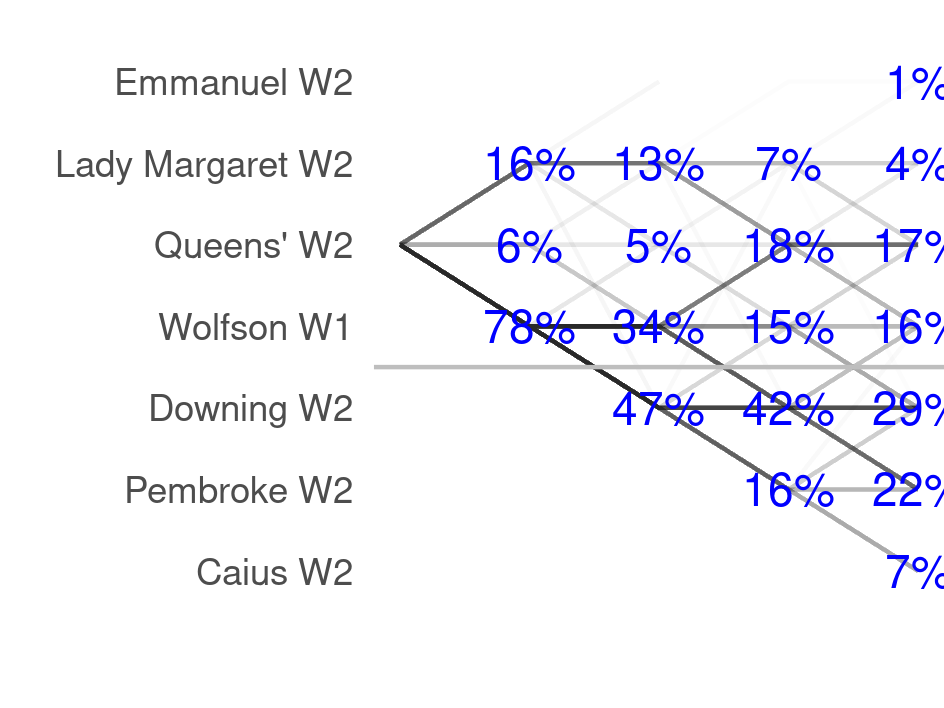 Emmanuel W2 1%
Lady Margaret W2 16% 13% 7% 4%
Queens' W2 6% 5% 18% 17%
Wolfson W1 78% 34% 15% 16%
Downing W2 47% 42% 29%
Pembroke W2 16% 22%
Caius W2 7%